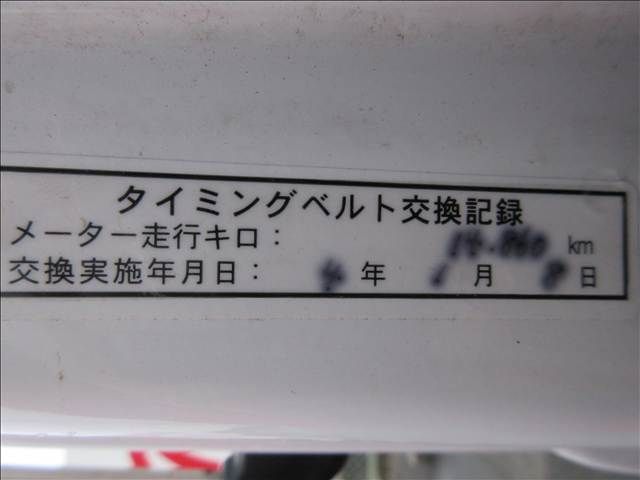 タイミングベルト交換記録
メーター走行キロ： km
交換実施年月日： 年 月 8 日